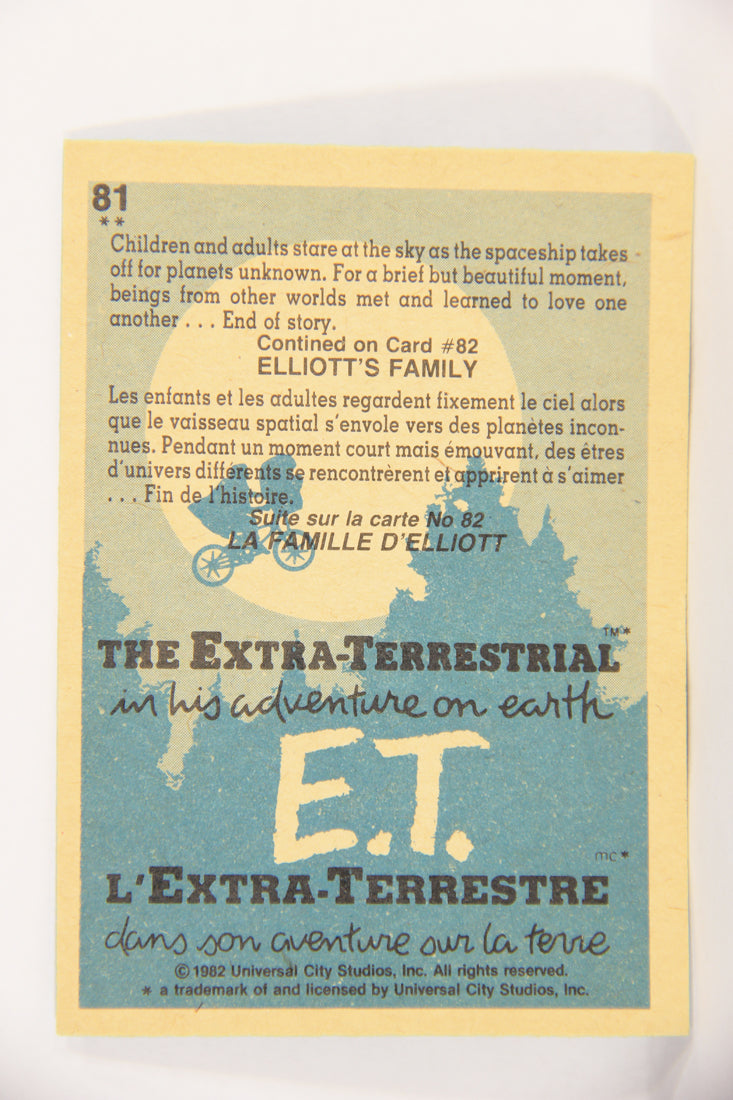 81
**
Children and adults stare at the sky as the spaceship takes
off for planets unknown. For a brief but beautiful moment,
beings from other worlds met and learned to love one
another . . . End of story.
Contined on Card #82
ELLIOTT'S FAMILY
Les enfants et les adultes regardent fixement le ciel alors
que le vaisseau spatial s'envole vers des planètes incon-
nues. Pendant un moment court mais émouvant, des êtres
d'univers différents se rencontrèrent et apprirent à s'aimer
. . . Fin de l'histoire.
Suite sur la carte No 82
LA FAMILLE D'ELLIOTT
THE EXTRA-TERRESTRIAL TM*
in his adventure on earth
E.T.
mc*
L'EXTRA-TERRESTRE
dans son aventure sur la terre
©1982 Universal City Studios, Inc. All rights reserved.
* a trademark of and licensed by Universal City Studios, Inc.